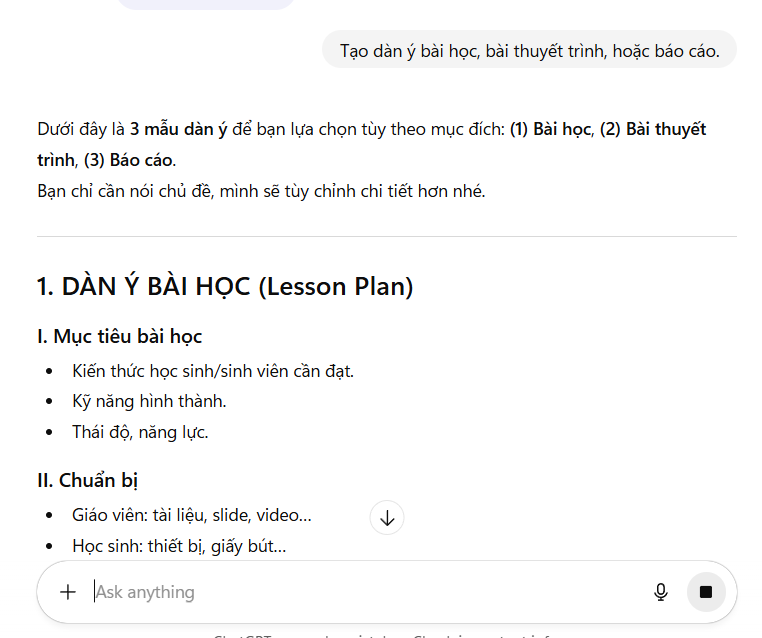 Tạo dàn ý bài học, bài thuyết trình, hoặc báo cáo.
Dưới đây là 3 mẫu dàn ý để bạn lựa chọn tùy theo mục đích: (1) Bài học, (2) Bài thuyết
trình, (3) Báo cáo.
Bạn chỉ cần nói chủ đề, mình sẽ tùy chỉnh chi tiết hơn nhé.
1. DÀN Ý BÀI HỌC (Lesson Plan)
I. Mục tiêu bài học
• Kiến thức học sinh/sinh viên cần đạt.
• Kỹ năng hình thành.
• Thái độ, năng lực.
II. Chuẩn bị
• Giáo viên: tài liệu, slide, video...
• Học sinh: thiết bị, giấy bút...
Ask anything